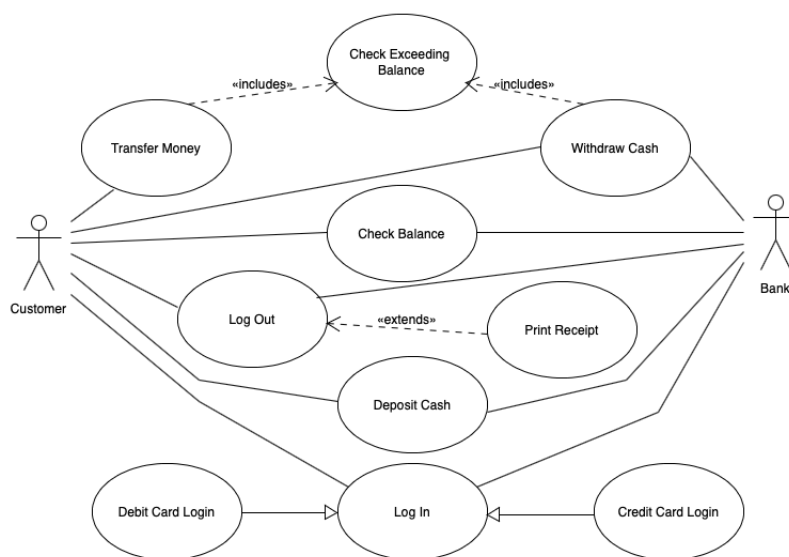 Check Exceeding
Balance
«includes»
«includes»
Transfer Money
Withdraw Cash
Check Balance
Customer
Bank
Log Out
«extends»
Print Receipt
Deposit Cash
Debit Card Login
Log In
Credit Card Login